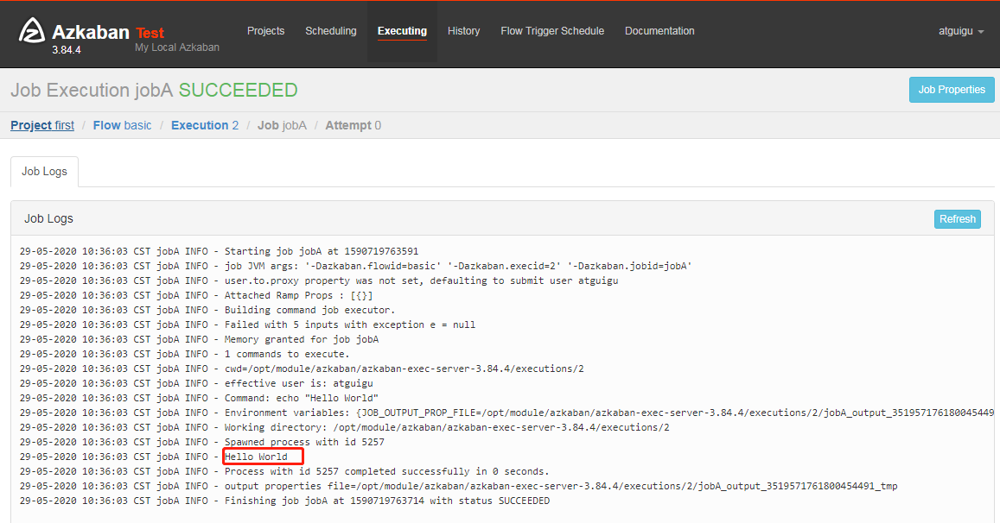 Azkaban Test
3.84.4 My Local Azkaban
Projects Scheduling Executing History Flow Trigger Schedule Documentation atguigu
Job Execution jobA SUCCEEDED Job Properties
Project first / Flow basic / Execution 2 / Job jobA / Attempt 0
Job Logs
Job Logs Refresh
29-05-2020 10:36:03 CST jobA INFO - Starting job jobA at 1590719763591
29-05-2020 10:36:03 CST jobA INFO - job JVM args: '-Dazkaban.flowid=basic' '-Dazkaban.execid=2' '-Dazkaban.jobid=jobA'
29-05-2020 10:36:03 CST jobA INFO - user.to.proxy property was not set, defaulting to submit user atguigu
29-05-2020 10:36:03 CST jobA INFO - Attached Ramp Props : [{}]
29-05-2020 10:36:03 CST jobA INFO - Building command job executor.
29-05-2020 10:36:03 CST jobA INFO - Failed with 5 inputs with exception e = null
29-05-2020 10:36:03 CST jobA INFO - Memory granted for job jobA
29-05-2020 10:36:03 CST jobA INFO - 1 commands to execute.
29-05-2020 10:36:03 CST jobA INFO - cwd=/opt/module/azkaban/azkaban-exec-server-3.84.4/executions/2
29-05-2020 10:36:03 CST jobA INFO - effective user is: atguigu
29-05-2020 10:36:03 CST jobA INFO - Command: echo "Hello World"
29-05-2020 10:36:03 CST jobA INFO - Environment variables: {JOB_OUTPUT_PROP_FILE=/opt/module/azkaban/azkaban-exec-server-3.84.4/executions/2/jobA_output_351957176180045449
29-05-2020 10:36:03 CST jobA INFO - Working directory: /opt/module/azkaban/azkaban-exec-server-3.84.4/executions/2
29-05-2020 10:36:03 CST jobA INFO - Spawned process with id 5257
29-05-2020 10:36:03 CST jobA INFO - Hello World
29-05-2020 10:36:03 CST jobA INFO - Process with id 5257 completed successfully in 0 seconds.
29-05-2020 10:36:03 CST jobA INFO - output properties file=/opt/module/azkaban/azkaban-exec-server-3.84.4/executions/2/jobA_output_3519571761800454491_tmp
29-05-2020 10:36:03 CST jobA INFO - Finishing job jobA at 1590719763714 with status SUCCEEDED